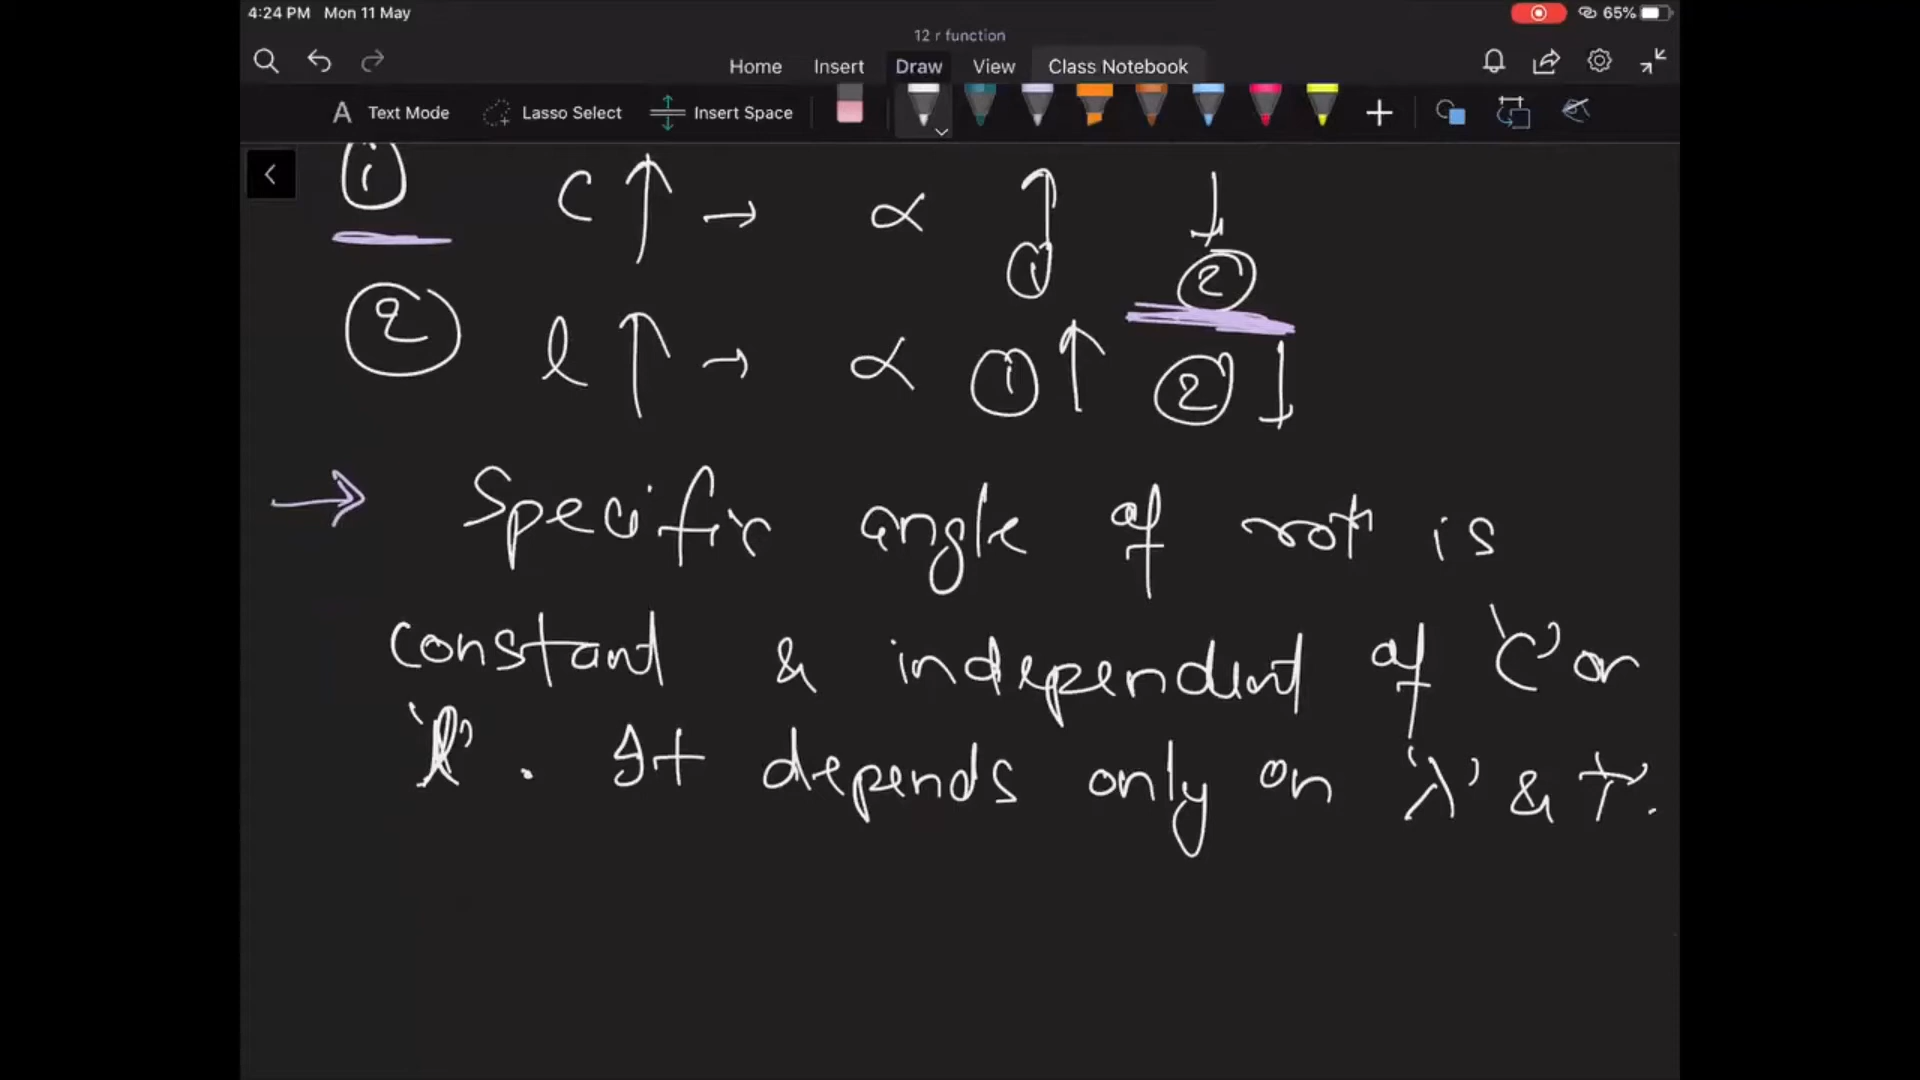 4:24 PM Mon 11 May 65%
12 r function
Home Insert Draw View Class Notebook
A Text Mode Lasso Select Insert Space
① C ↑ → α ↑ ① ↓ ②
② l ↑ → α ① ↑ ② ↓
→ Specific angle of rotⁿ is
constant & independent of 'C' or
'l'. It depends only on 'λ' & 'T'.